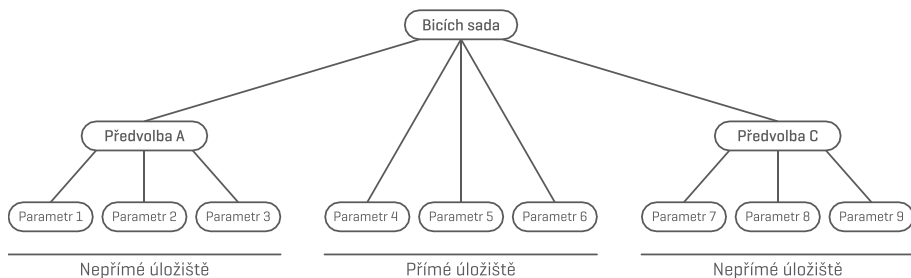 Bicích sada
Předvolba A
Předvolba C
Parametr 1
Parametr 2
Parametr 3
Parametr 4
Parametr 5
Parametr 6
Parametr 7
Parametr 8
Parametr 9
Nepřímé úložiště
Přímé úložiště
Nepřímé úložiště